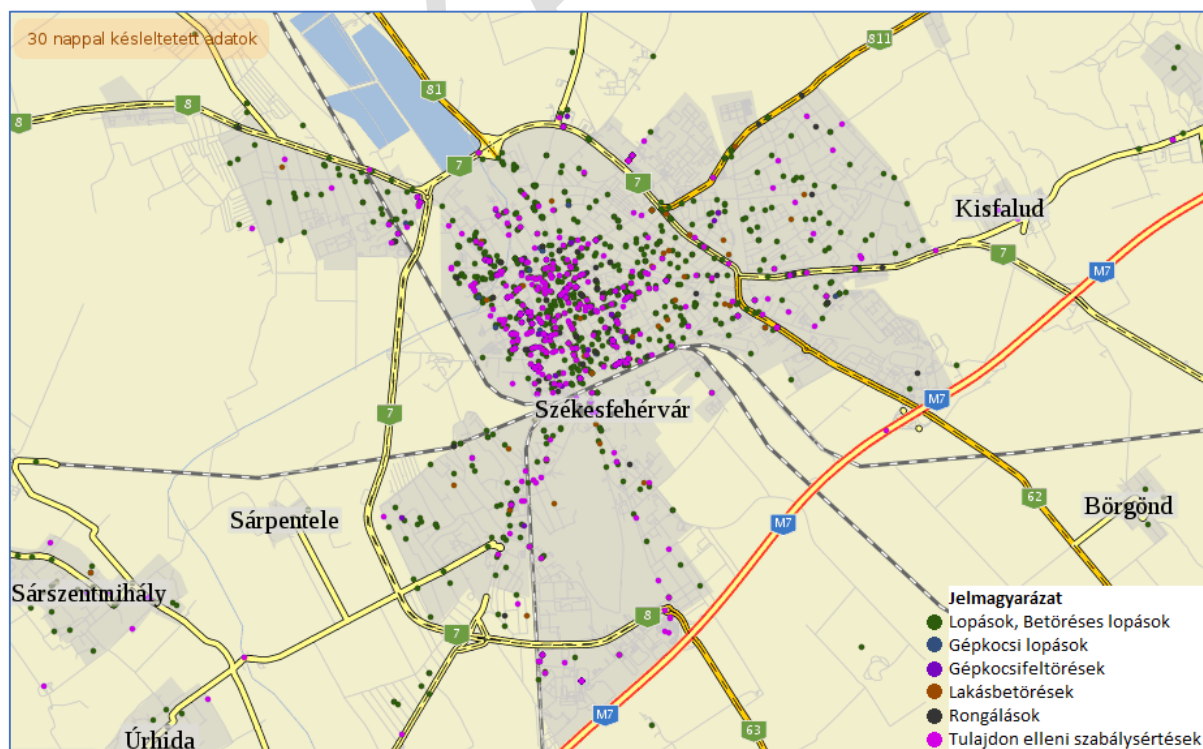 30 nappal késleltetett adatok
811
81
8
8
7
7
Kisfalud
7
M7
7
M7
Székesfehérvár
62
Sárpentele
M7
Börgönd
Sárszentmihály
8
7
M7
63
Úrhida
Jelmagyarázat
Lopások, Betöréses lopások
Gépkocsi lopások
Gépkocsifeltörések
Lakásbetörések
Rongálások
Tulajdon elleni szabálysértések